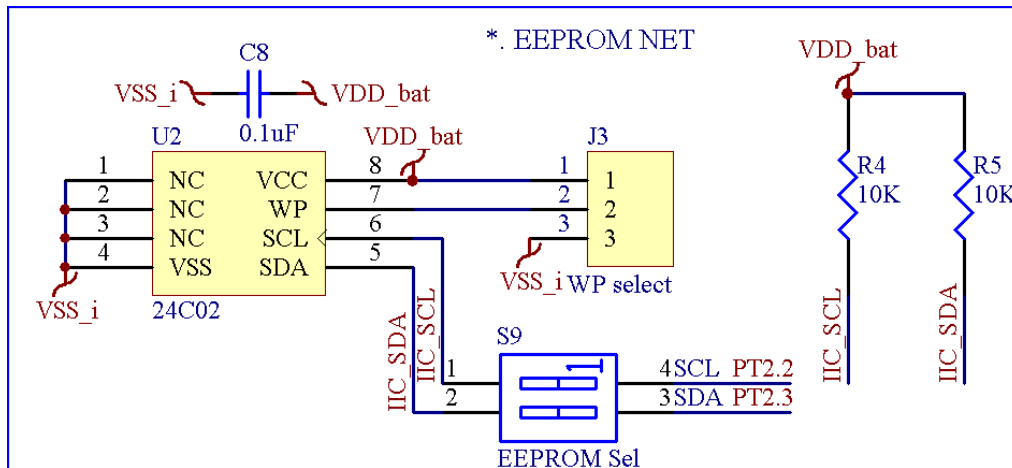 *. EEPROM NET
C8
VSS_i
VDD_bat
0.1uF
VDD_bat
R4
10K
R5
10K
IIC_SCL
IIC_SDA
U2
1 NC
2 NC
3 NC
4 VSS
VCC 8
WP 7
SCL 6
SDA 5
VSS_i
24C02
VDD_bat
J3
1 1
2 2
3 3
VSS_i
WP select
IIC_SDA
IIC_SCL
S9
1
2
1
4 SCL PT2.2
3 SDA PT2.3
EEPROM Sel